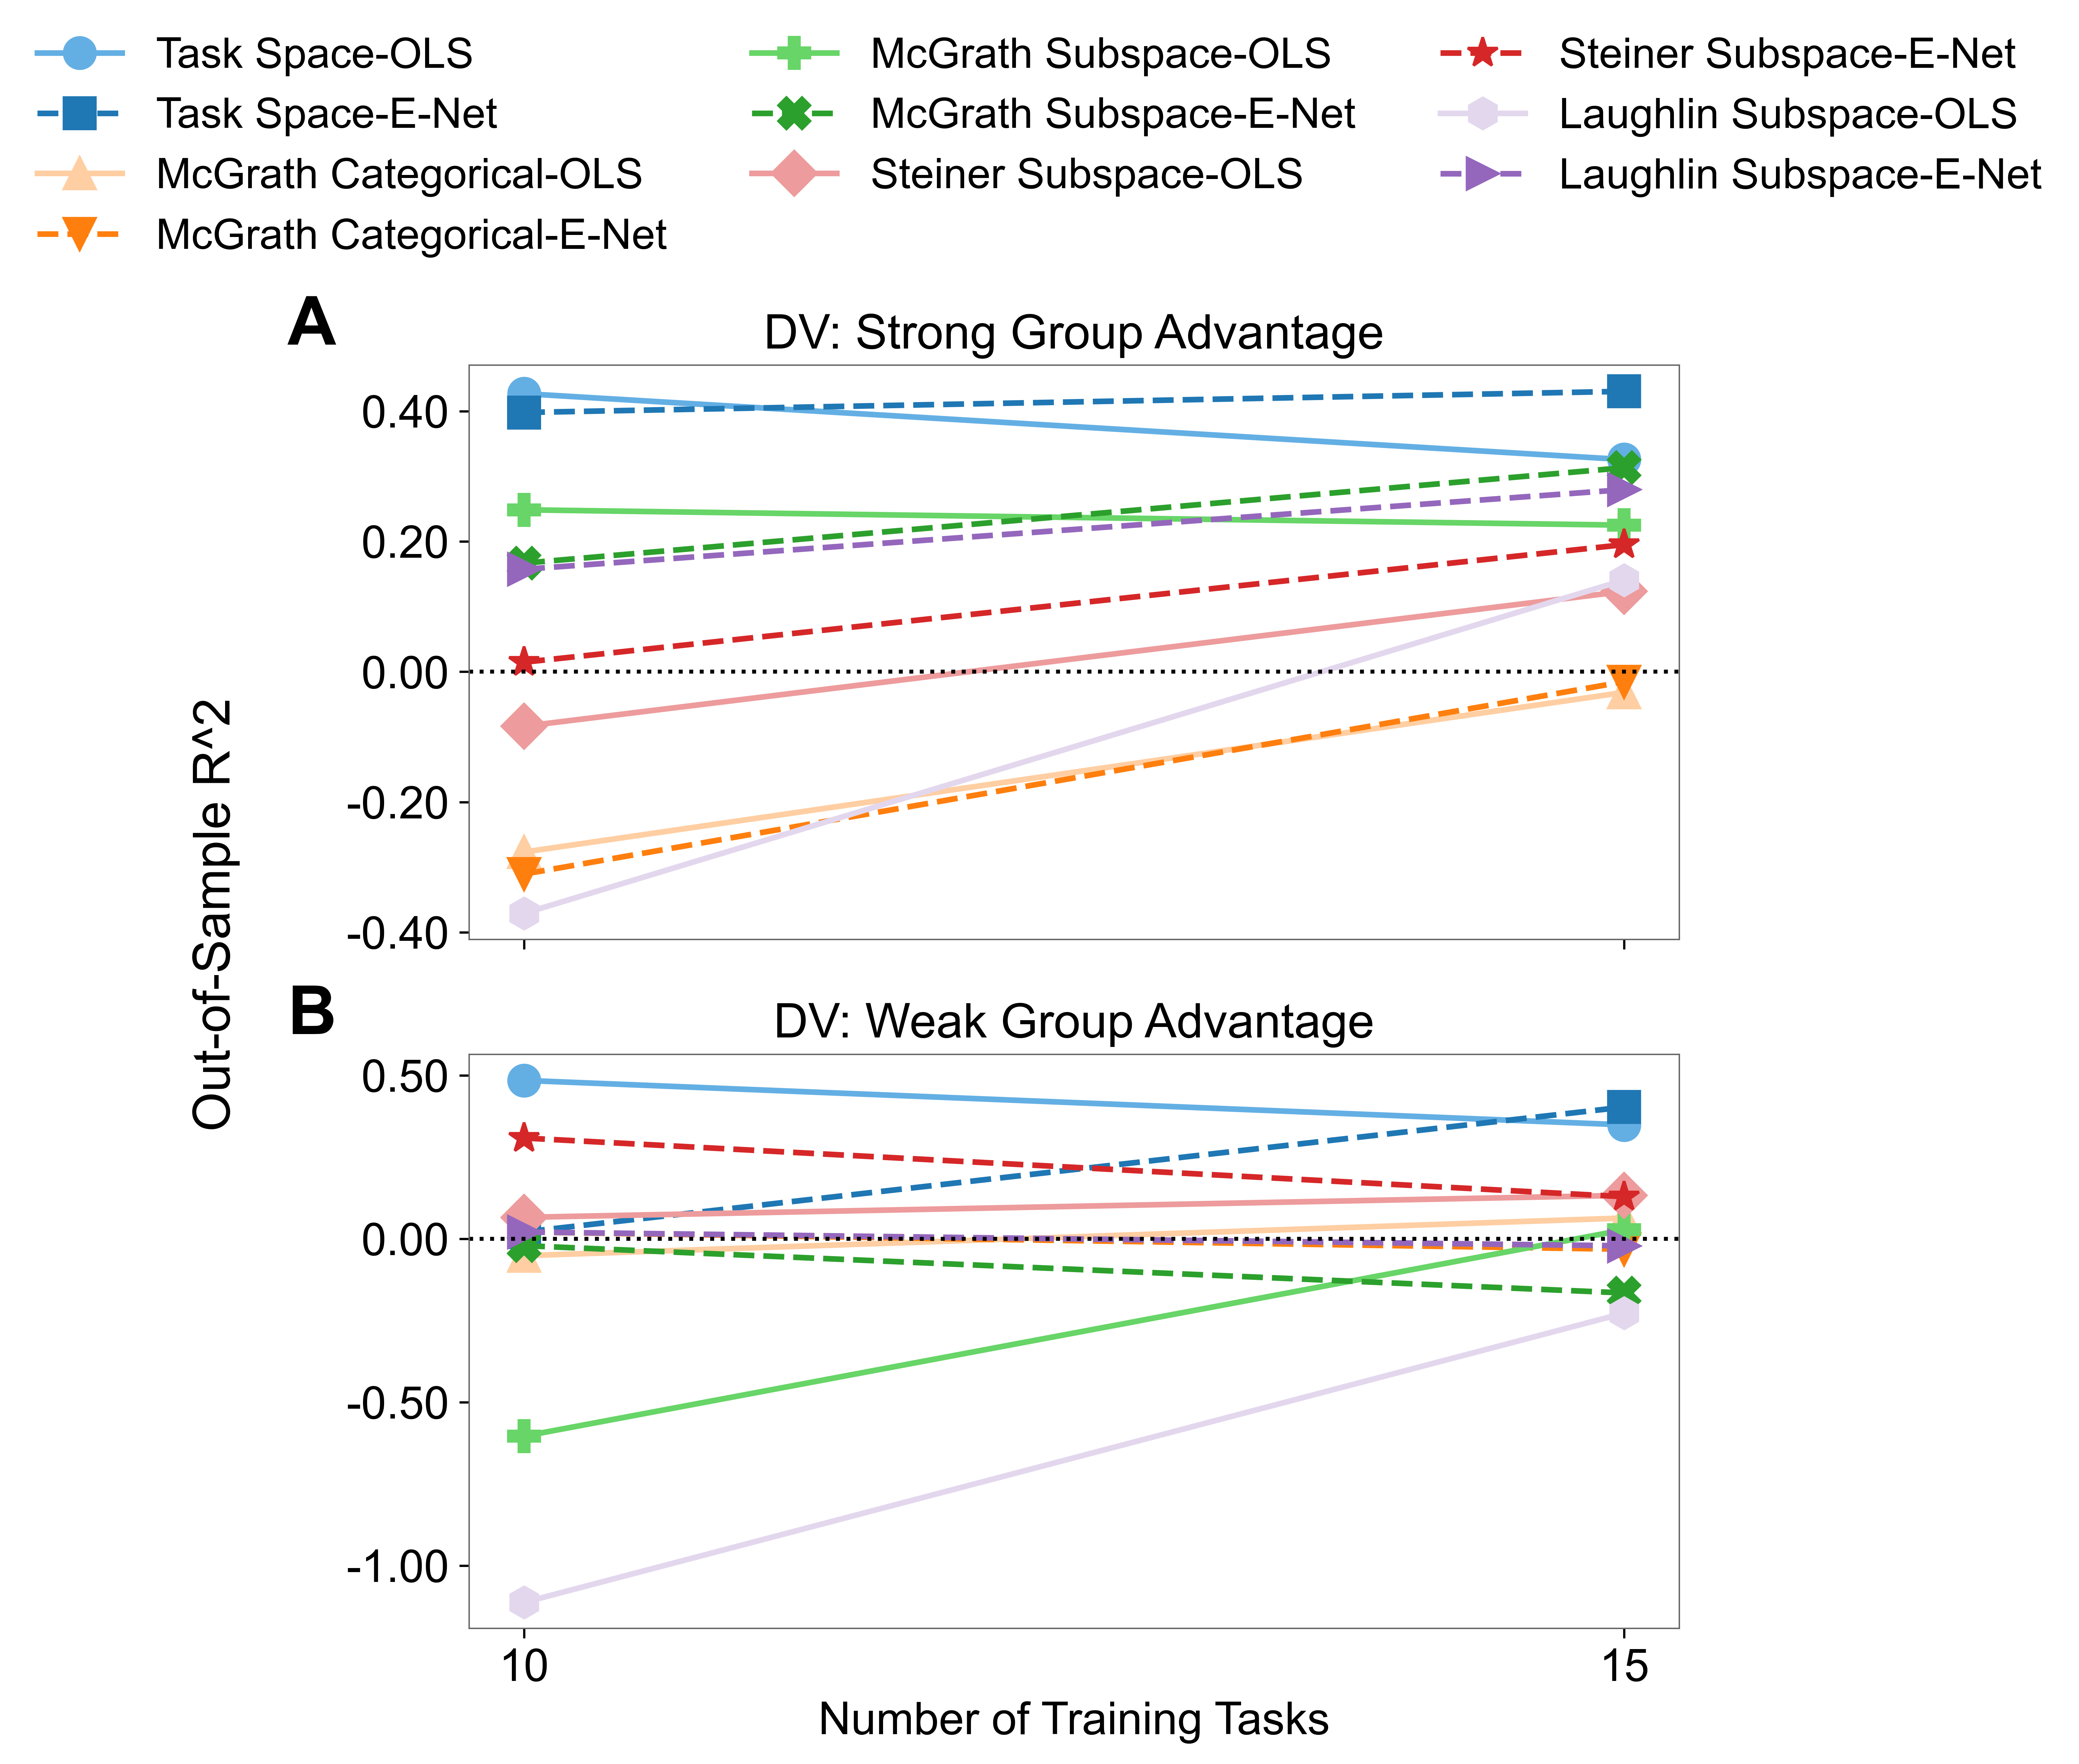 Task Space-OLS
Task Space-E-Net
McGrath Categorical-OLS
McGrath Categorical-E-Net
McGrath Subspace-OLS
McGrath Subspace-E-Net
Steiner Subspace-OLS
Steiner Subspace-E-Net
Laughlin Subspace-OLS
Laughlin Subspace-E-Net
A
DV: Strong Group Advantage
0.40
0.20
0.00
-0.20
-0.40
Out-of-Sample R^2
B
DV: Weak Group Advantage
0.50
0.00
-0.50
-1.00
10
15
Number of Training Tasks